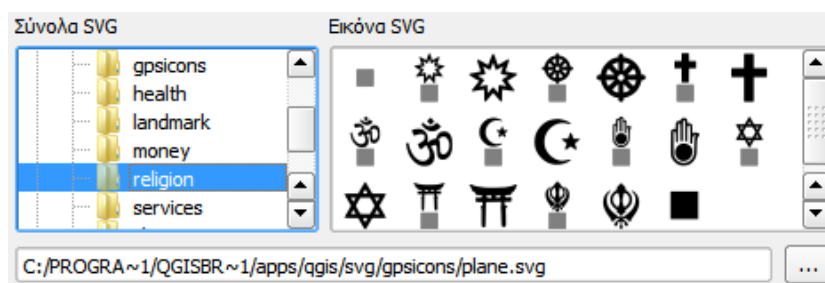 Σύνολα SVG
Εικόνα SVG
gpsicons
health
landmark
money
religion
services
C:/PROGRA~1/QGISBR~1/apps/qgis/svg/gpsicons/plane.svg
...